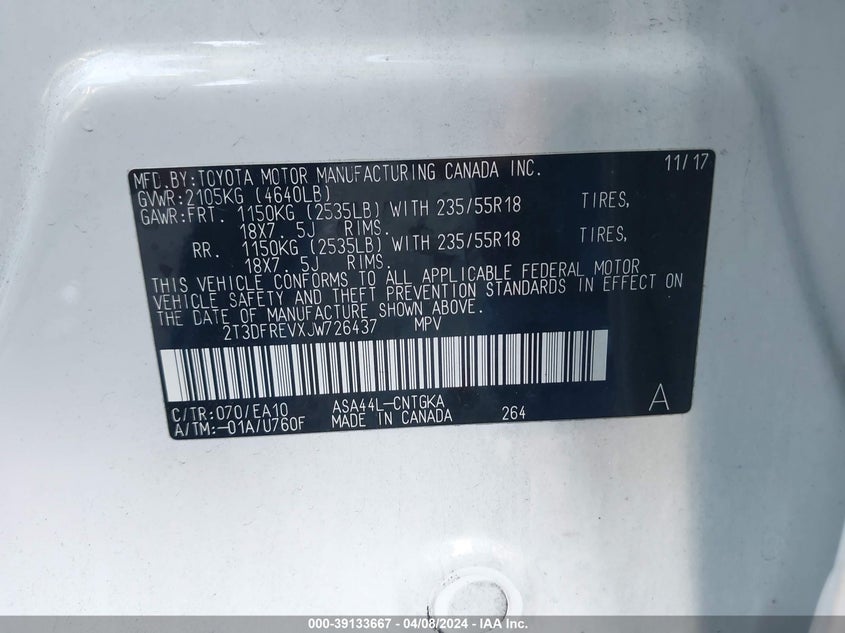 MFD.BY:TOYOTA MOTOR MANUFACTURING CANADA INC. 11/17
GVWR:2105KG (4640LB)
GAWR:FRT. 1150KG (2535LB) WITH 235/55R18 TIRES,
18X7.5J RIMS.
RR. 1150KG (2535LB) WITH 235/55R18 TIRES,
18X7.5J RIMS.
THIS VEHICLE CONFORMS TO ALL APPLICABLE FEDERAL MOTOR
VEHICLE SAFETY AND THEFT PREVENTION STANDARDS IN EFFECT ON
THE DATE OF MANUFACTURE SHOWN ABOVE.
2T3DFREVXJW726437 MPV
C/TR:070/EA10 ASA44L-CNTGKA A
A/TM:-01A/U760F MADE IN CANADA 264
000-39133667 - 04/08/2024 - IAA Inc.